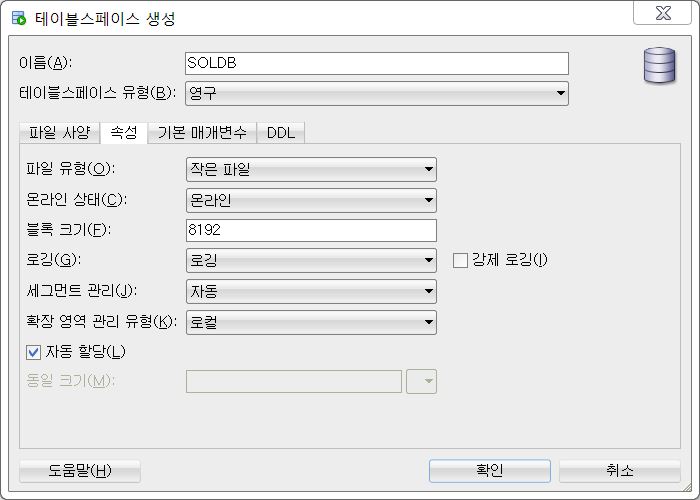 테이블스페이스 생성
이름(A): SOLDB
테이블스페이스 유형(B): 영구
파일 사양 속성 기본 매개변수 DDL
파일 유형(O): 작은 파일
온라인 상태(C): 온라인
블록 크기(F): 8192
로깅(G): 로깅 강제 로깅(I)
세그먼트 관리(J): 자동
확장 영역 관리 유형(K): 로컬
자동 할당(L)
동일 크기(M):
도움말(H) 확인 취소